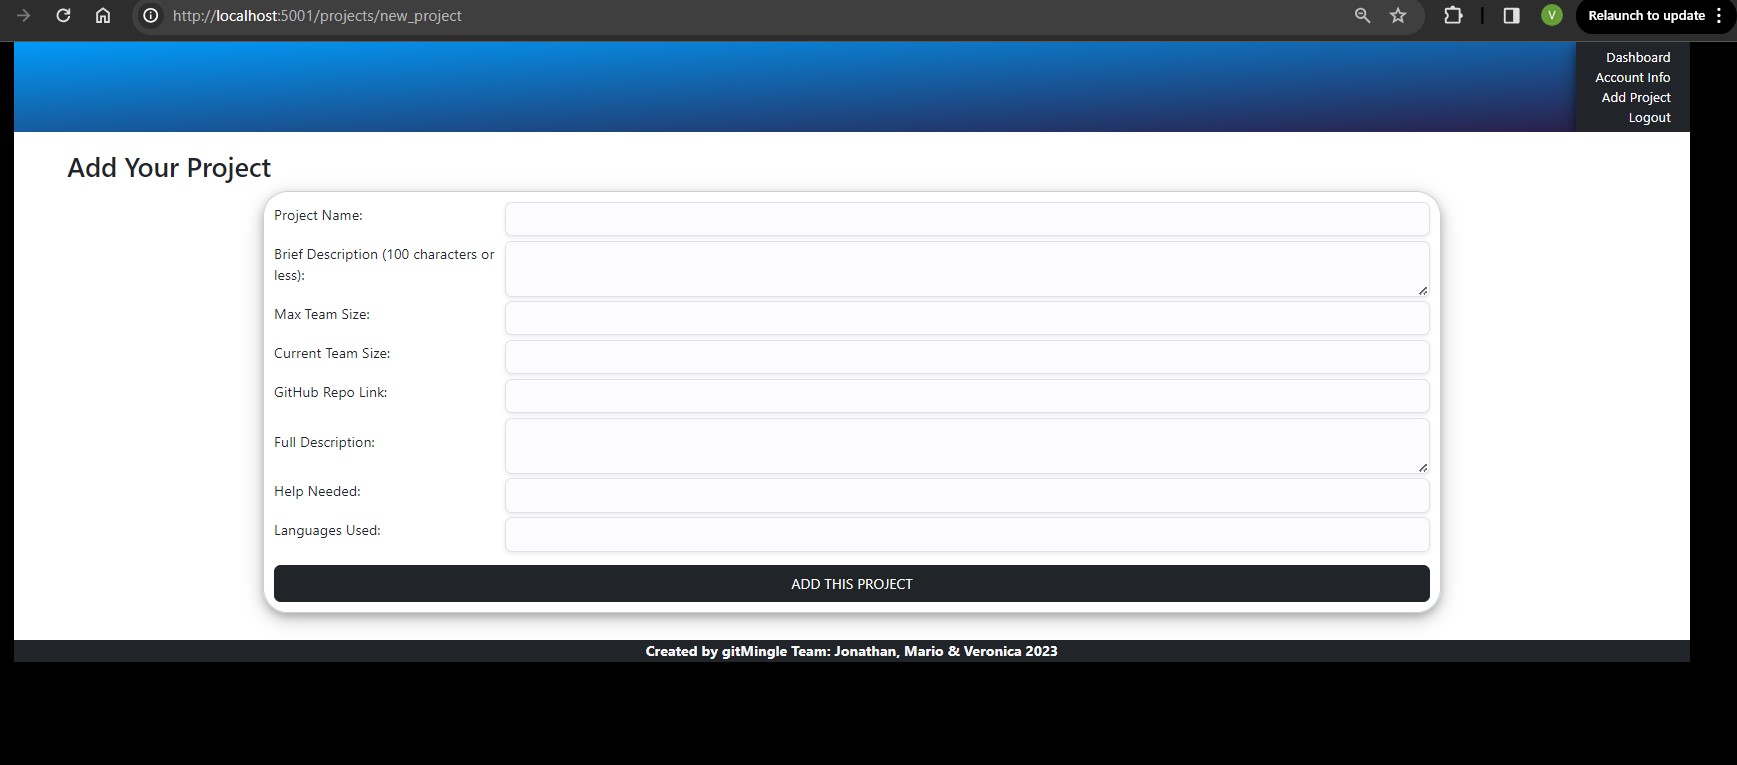 http://localhost:5001/projects/new_project
V
Relaunch to update
Dashboard
Account Info
Add Project
Logout
Add Your Project
Project Name:
Brief Description (100 characters or
less):
Max Team Size:
Current Team Size:
GitHub Repo Link:
Full Description:
Help Needed:
Languages Used:
ADD THIS PROJECT
Created by gitMingle Team: Jonathan, Mario & Veronica 2023